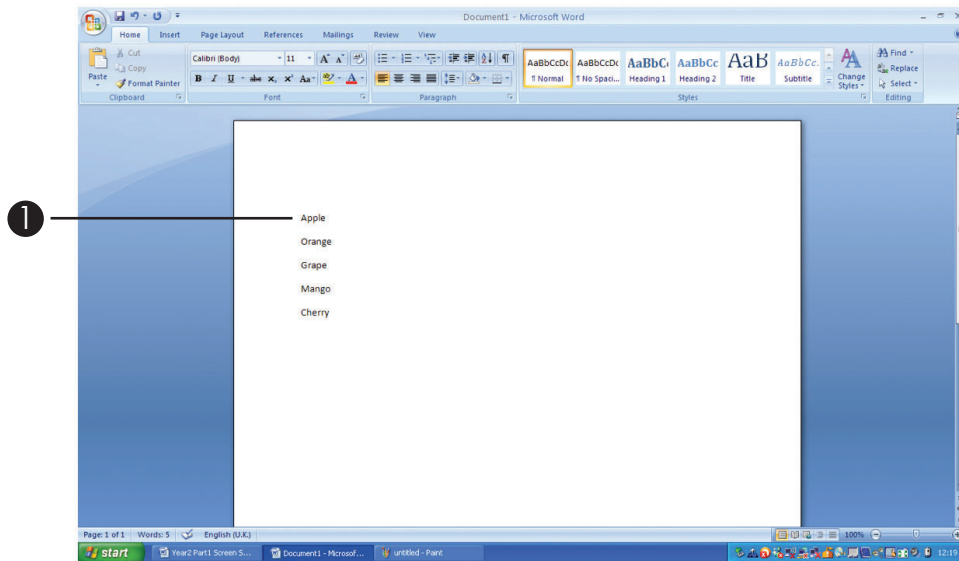 Document1 - Microsoft Word
Home Insert Page Layout References Mailings Review View
Cut
Copy
Format Painter
Paste
Clipboard
Calibri (Body) 11
B I U abe x, x' Aa A
Font
Paragraph
AaBbCcDc AaBbCcDc AaBbC AaBbCc AaB AaBbCc.
¶ Normal ¶ No Spaci... Heading 1 Heading 2 Title Subtitle
Change Styles
Styles
Find
Replace
Select
Editing
1
Apple
Orange
Grape
Mango
Cherry
Page: 1 of 1 Words: 5 English (U.K.) 100%
start Year2 Part1 Screen S... Document1 - Microsof... untitled - Paint 12:19